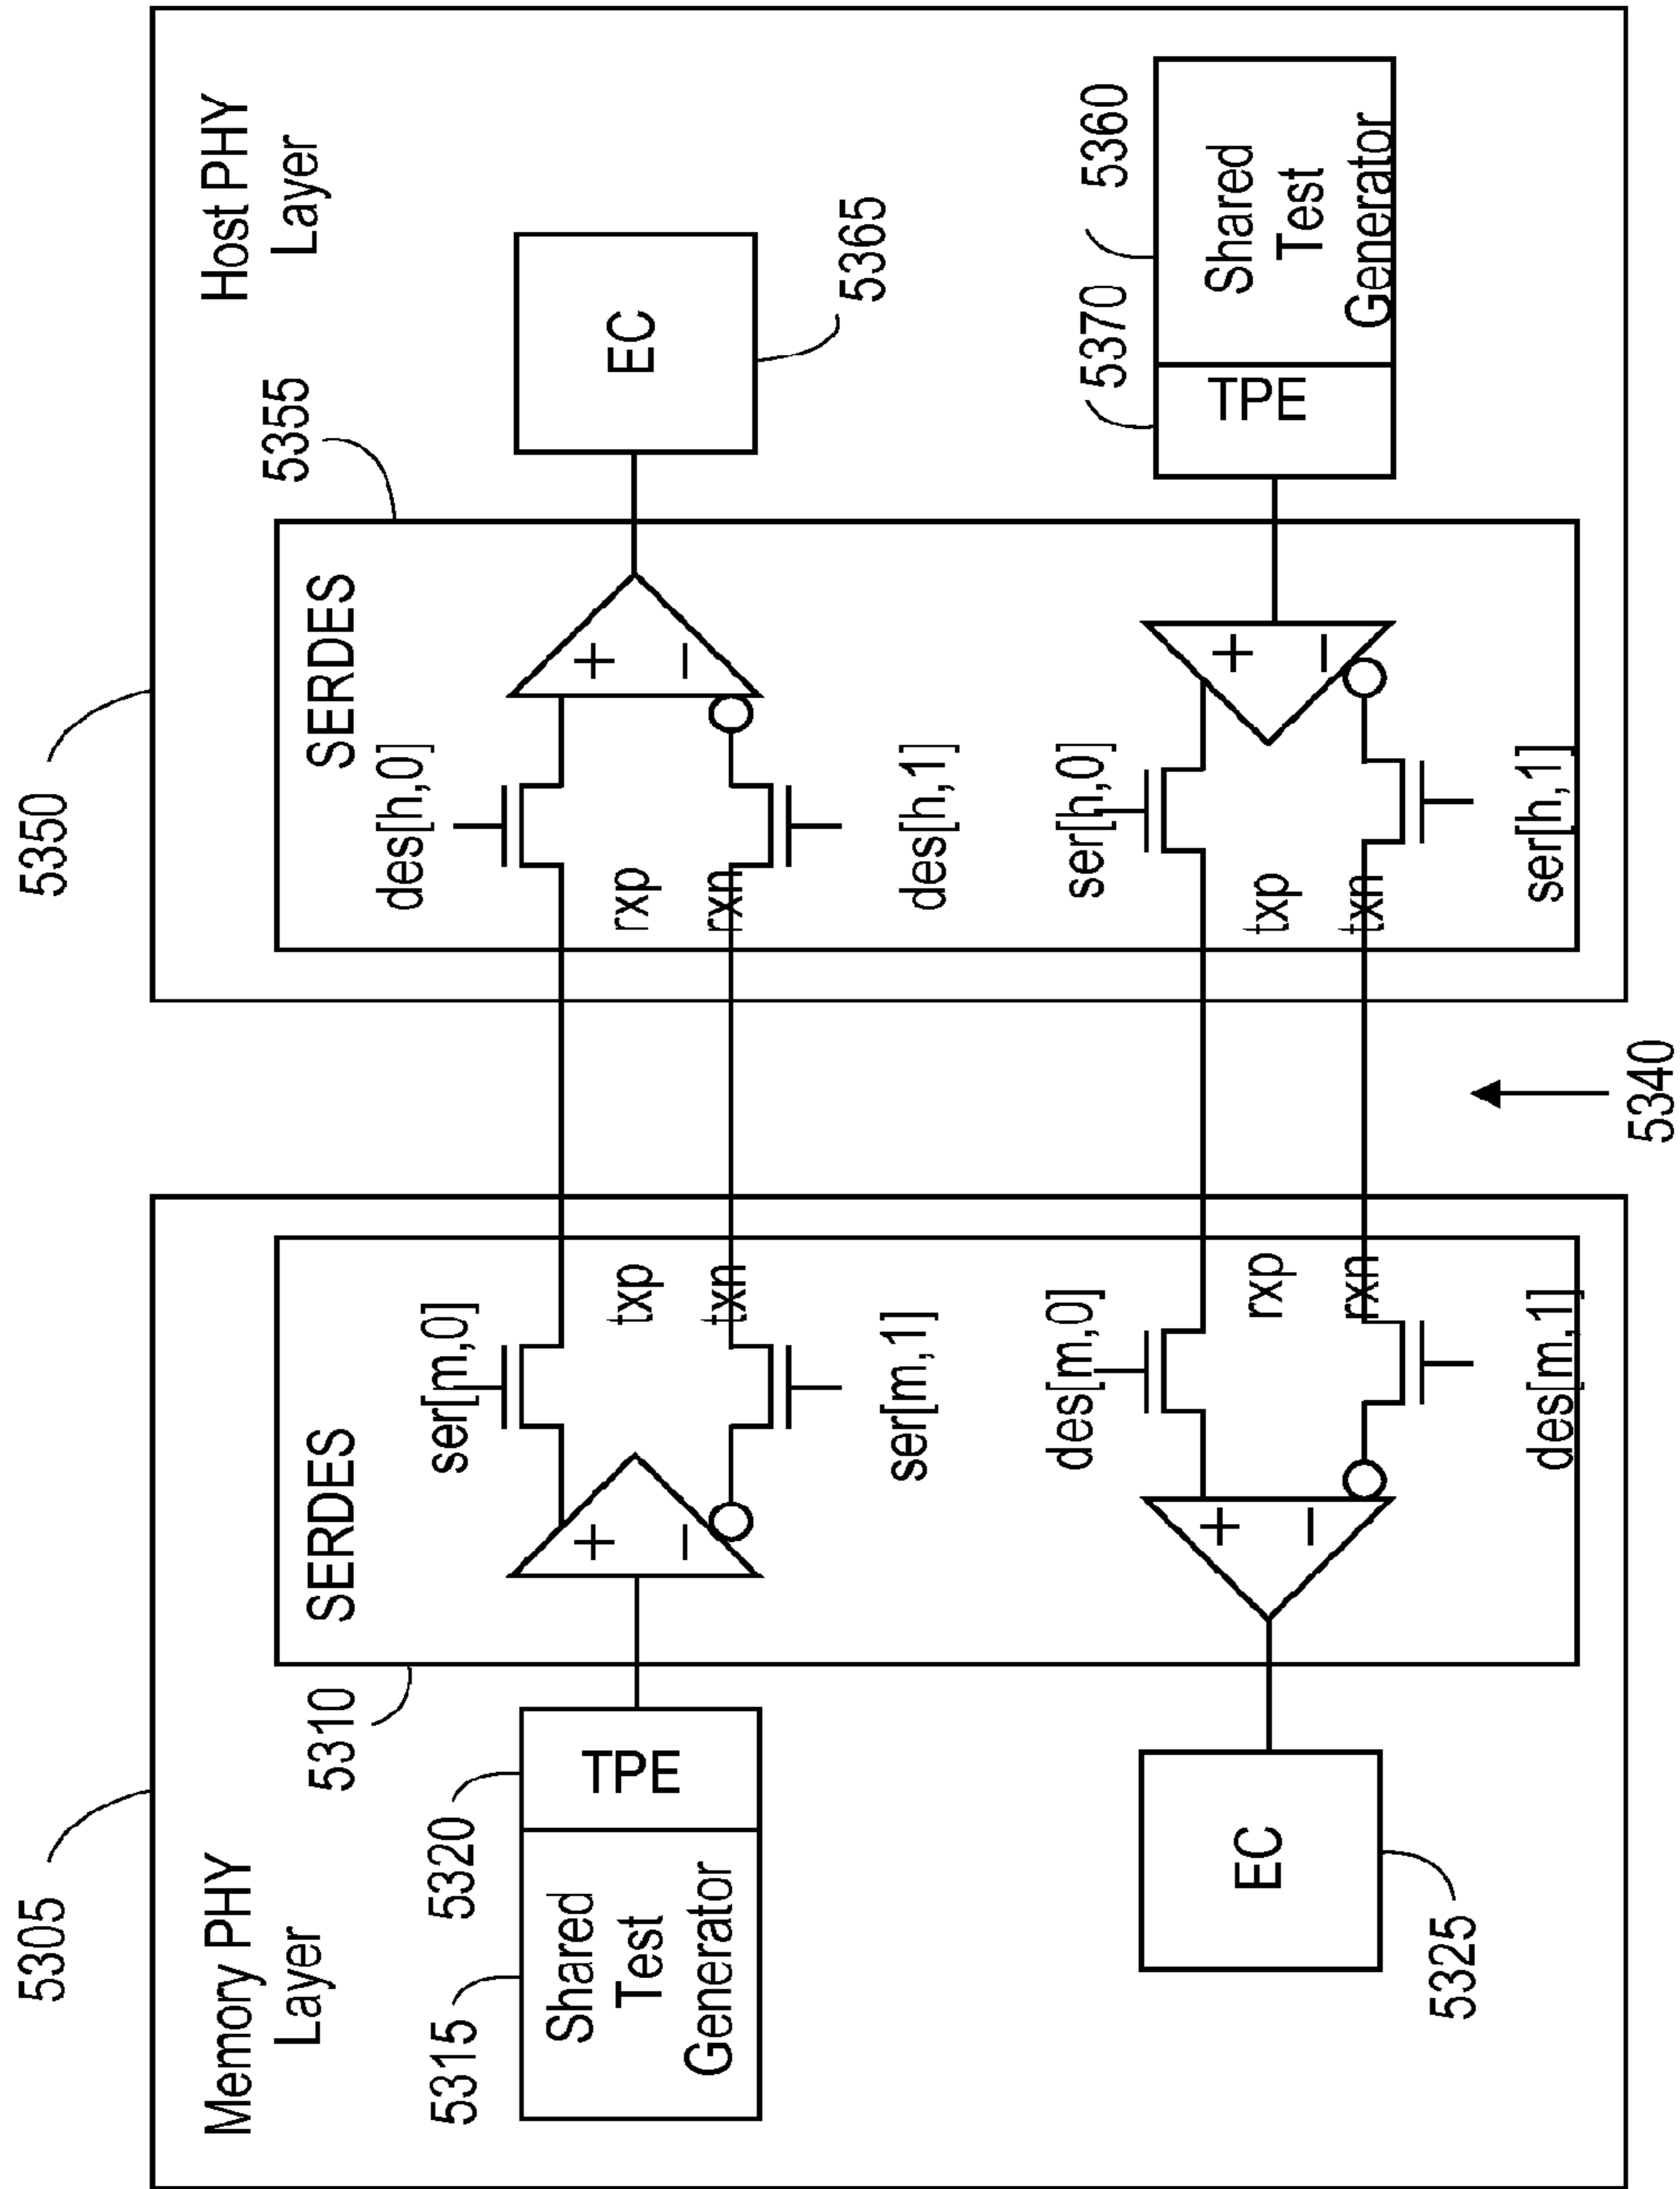 5305
5350
Memory PHY
Layer
Host PHY
Layer
5310
SERDES
SERDES
5355
5315
5320
ser[m,0]
des[h,0]
Shared
Test
Generator
TPE
+
−
txp
txn
rxp
rxn
+
−
EC
5365
ser[m,1]
des[h,1]
des[m,0]
ser[h,0]
5370
5360
EC
+
−
rxp
rxn
txp
txn
+
−
TPE
Shared
Test
Generator
5325
des[m,1]
ser[h,1]
5340